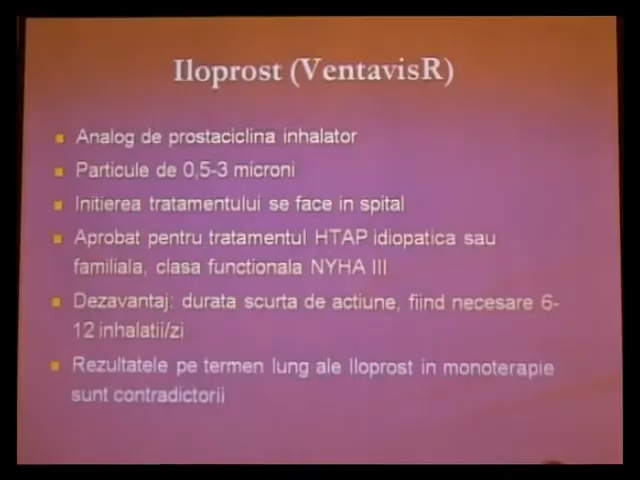 Iloprost (VentavisR)
Analog de prostaciclina inhalator
Particule de 0,5-3 microni
Initierea tratamentului se face in spital
Aprobat pentru tratamentul HTAP idiopatica sau
familiala, clasa functionala NYHA III
Dezavantaj: durata scurta de actiune, fiind necesare 6-
12 inhalatii/zi
Rezultatele pe termen lung ale Iloprost in monoterapie
sunt contradictorii